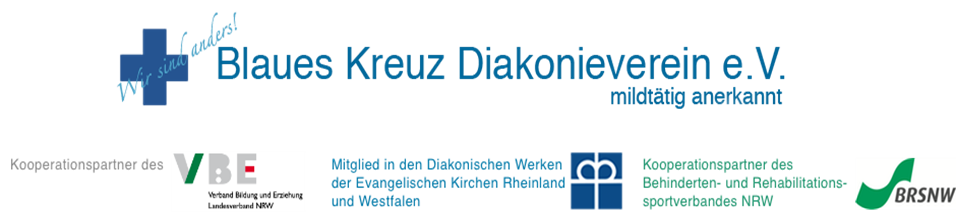 Wir sind anders!
Blaues Kreuz Diakonieverein e.V.
mildtätig anerkannt
Kooperationspartner des
VBE
Verband Bildung und Erziehung
Landesverband NRW
Mitglied in den Diakonischen Werken
der Evangelischen Kirchen Rheinland
und Westfalen
Kooperationspartner des
Behinderten- und Rehabilitations-
sportverbandes NRW
BRSNW